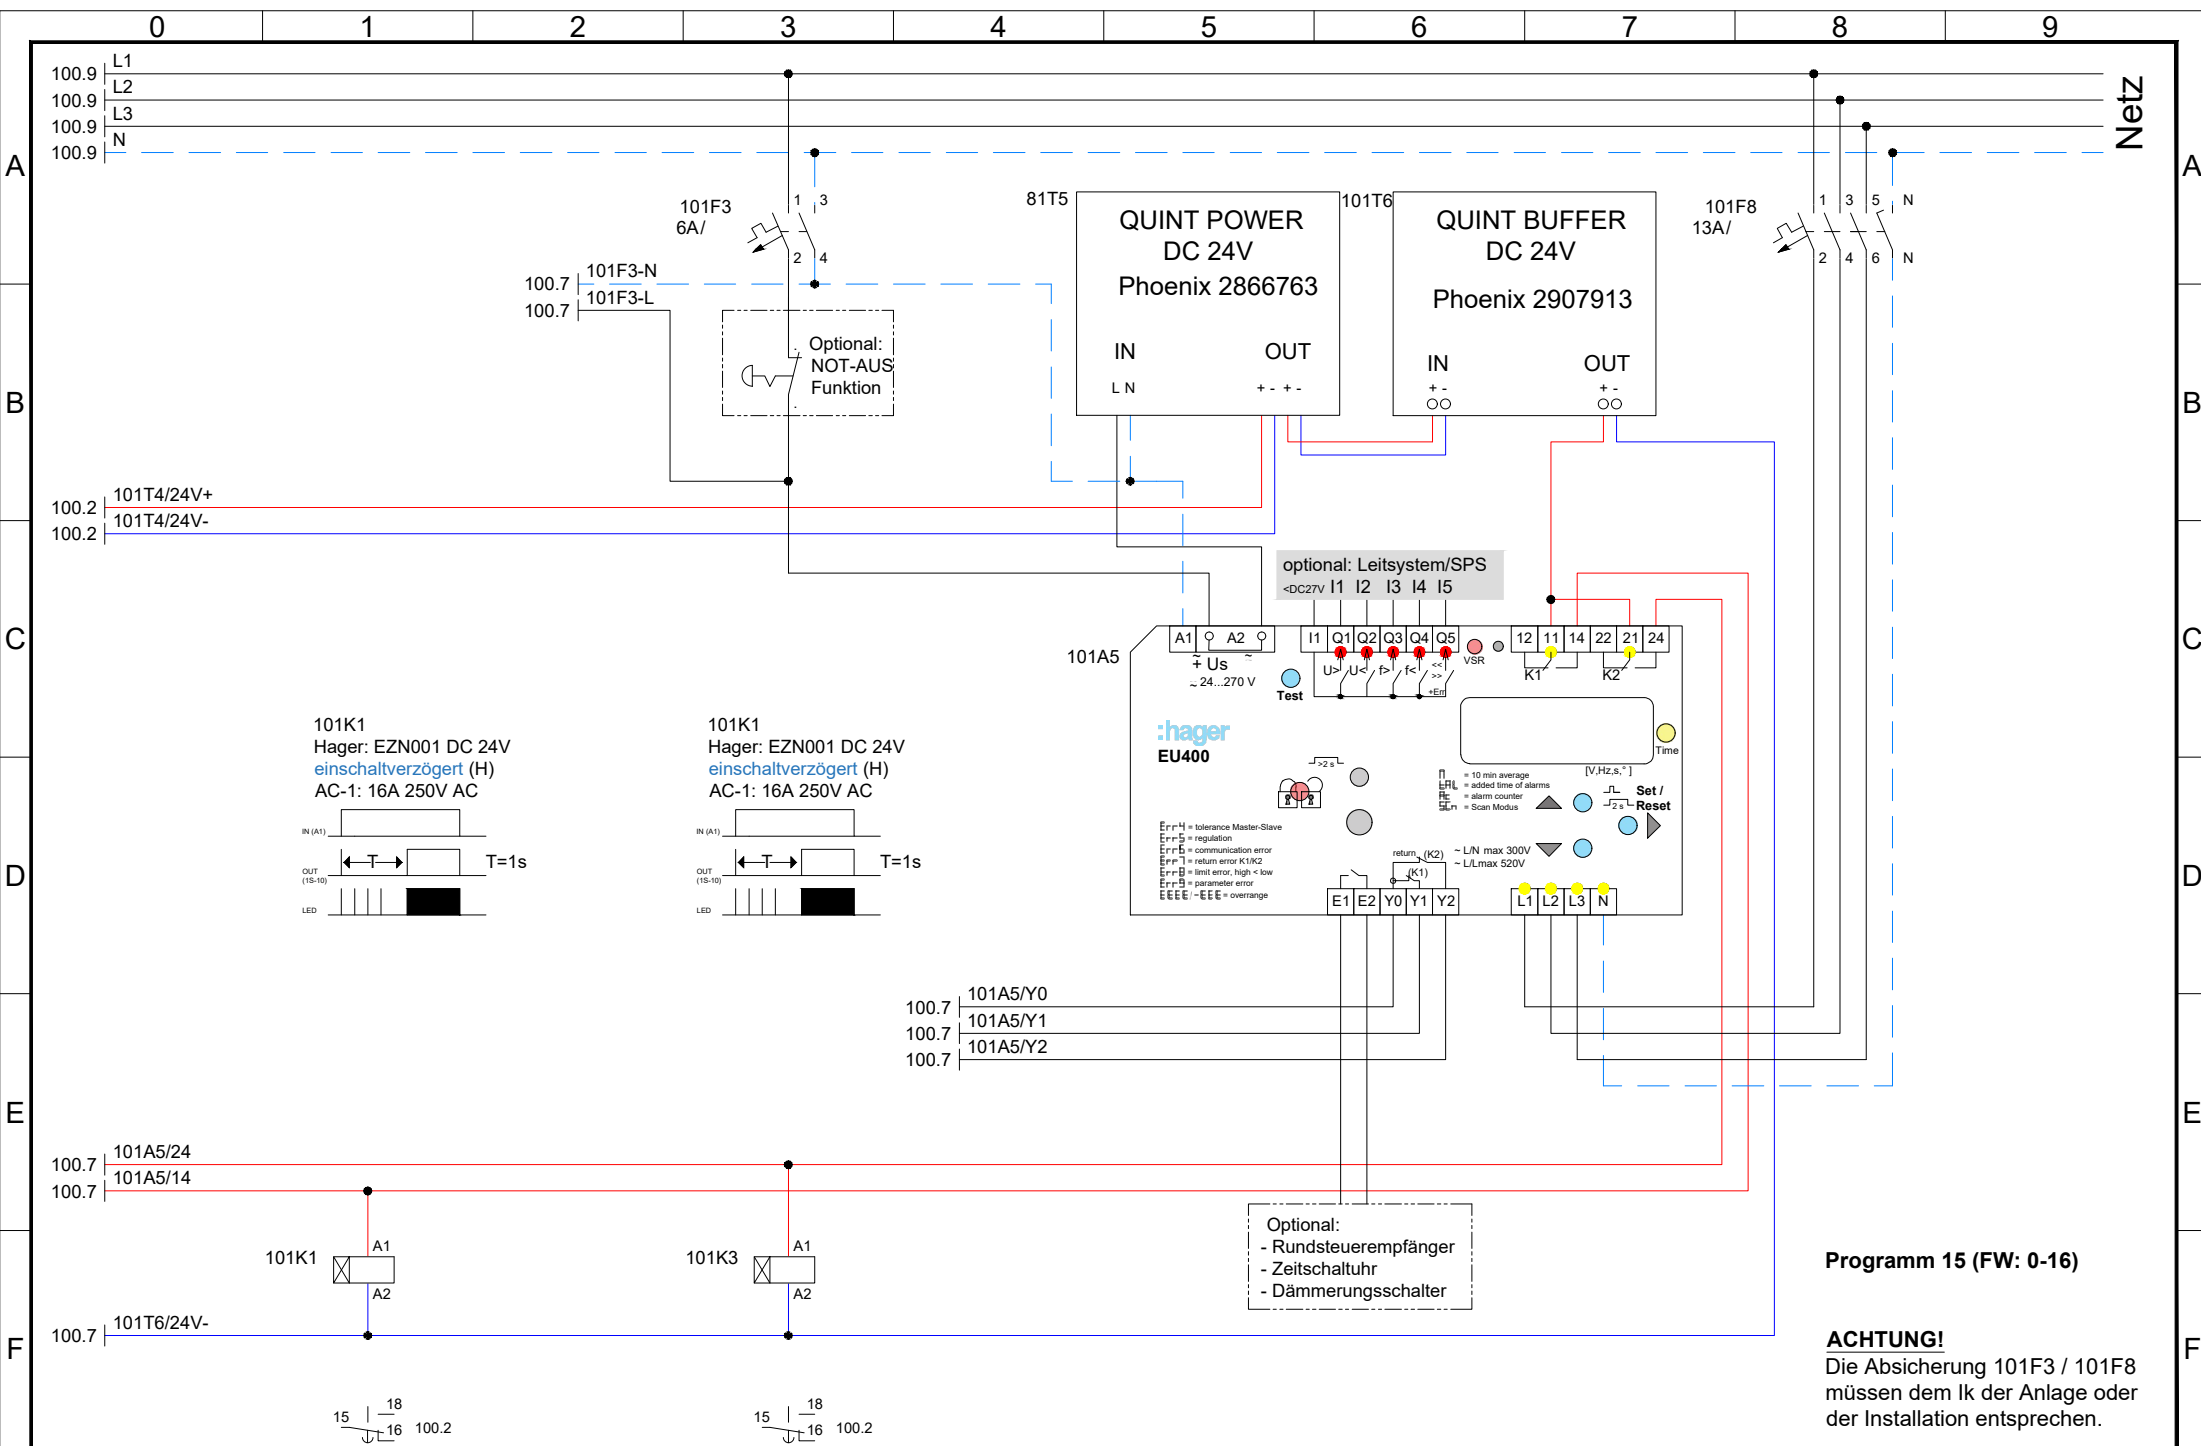 0 1 2 3 4 5 6 7 8 9
100.9 L1
100.9 L2
100.9 L3
100.9 N
Netz
A A
101F3
6A/
1 3
2 4
81T5
QUINT POWER
DC 24V
Phoenix 2866763
IN OUT
L N + - + -
101T6
QUINT BUFFER
DC 24V
Phoenix 2907913
IN OUT
+ - + -
101F8
13A/
1 3 5 N
2 4 6 N
100.7 101F3-N
100.7 101F3-L
Optional:
NOT-AUS
Funktion
B B
100.2 101T4/24V+
100.2 101T4/24V-
optional: Leitsystem/SPS
<DC27V I1 I2 I3 I4 I5
C C
101A5
A1 A2 I1 Q1 Q2 Q3 Q4 Q5 12 11 14 22 21 24
~ ~
+ Us
~ 24...270 V
Test
U> U< f> f< << >> +Err
VSR
K1 K2
:hager
EU400
Time
[V,Hz,s,° ]
>2 s
= 10 min average
= added time of alarms
= alarm counter
= Scan Modus
2 s
Set /
Reset
Err4 = tolerance Master-Slave
Err5 = regulation
Err6 = communication error
Err7 = return error K1/K2
Err8 = limit error, high < low
Err9 = parameter error
EEEE/-EEE = overrange
return (K2)
(K1)
~ L/N max 300V
~ L/Lmax 520V
E1 E2 Y0 Y1 Y2 L1 L2 L3 N
101K1
Hager: EZN001 DC 24V
einschaltverzögert (H)
AC-1: 16A 250V AC
IN (A1)
OUT
(1S-10)
T
T=1s
LED
101K1
Hager: EZN001 DC 24V
einschaltverzögert (H)
AC-1: 16A 250V AC
IN (A1)
OUT
(1S-10)
T
T=1s
LED
D D
100.7 101A5/Y0
100.7 101A5/Y1
100.7 101A5/Y2
E E
100.7 101A5/24
100.7 101A5/14
101K1 A1
A2
101K3 A1
A2
Optional:
- Rundsteuerempfänger
- Zeitschaltuhr
- Dämmerungsschalter
Programm 15 (FW: 0-16)
100.7 101T6/24V-
F F
ACHTUNG!
Die Absicherung 101F3 / 101F8
müssen dem Ik der Anlage oder
der Installation entsprechen.
15 18
16 100.2
15 18
16 100.2